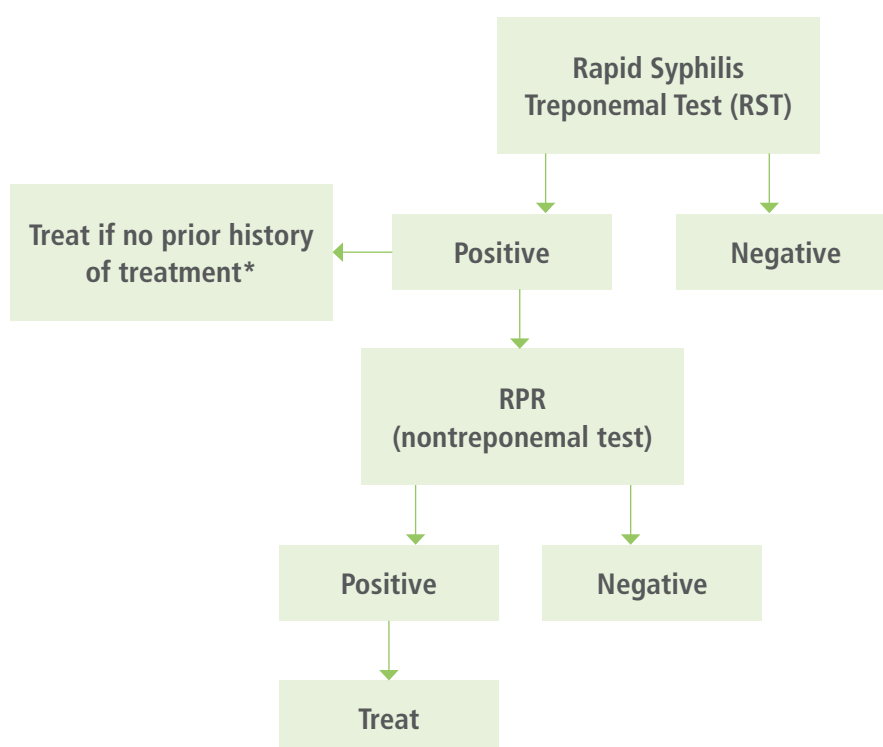 Rapid Syphilis
Treponemal Test (RST)
Treat if no prior history
of treatment*
Positive
Negative
RPR
(nontreponemal test)
Positive
Negative
Treat